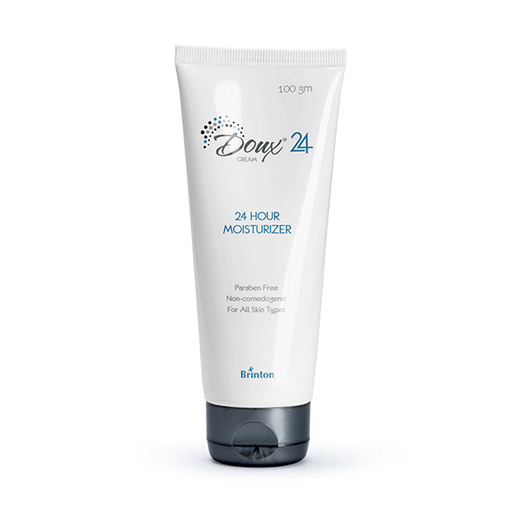 100 gm
Doux® 24
CREAM
24 HOUR
MOISTURIZER
Paraben Free
Non-comedogenic
For All Skin Types
Brinton